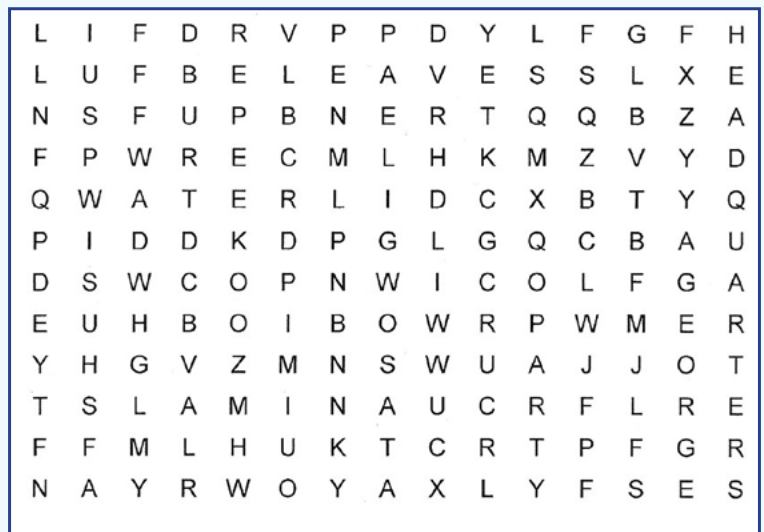 L I F D R V P P D Y L F G F H
L U F B E L E A V E S S L X E
N S F U P B N E R T Q Q B Z A
F P W R E C M L H K M Z V Y D
Q W A T E R L I D C X B T Y Q
P I D D K D P G L G Q C B A U
D S W C O P N W I C O L F G A
E U H B O I B O W R P W M E R
Y H G V Z M N S W U A J J O T
T S L A M I N A U C R F L R E
F F M L H U K T C R T P F G R
N A Y R W O Y A X L Y F S E S